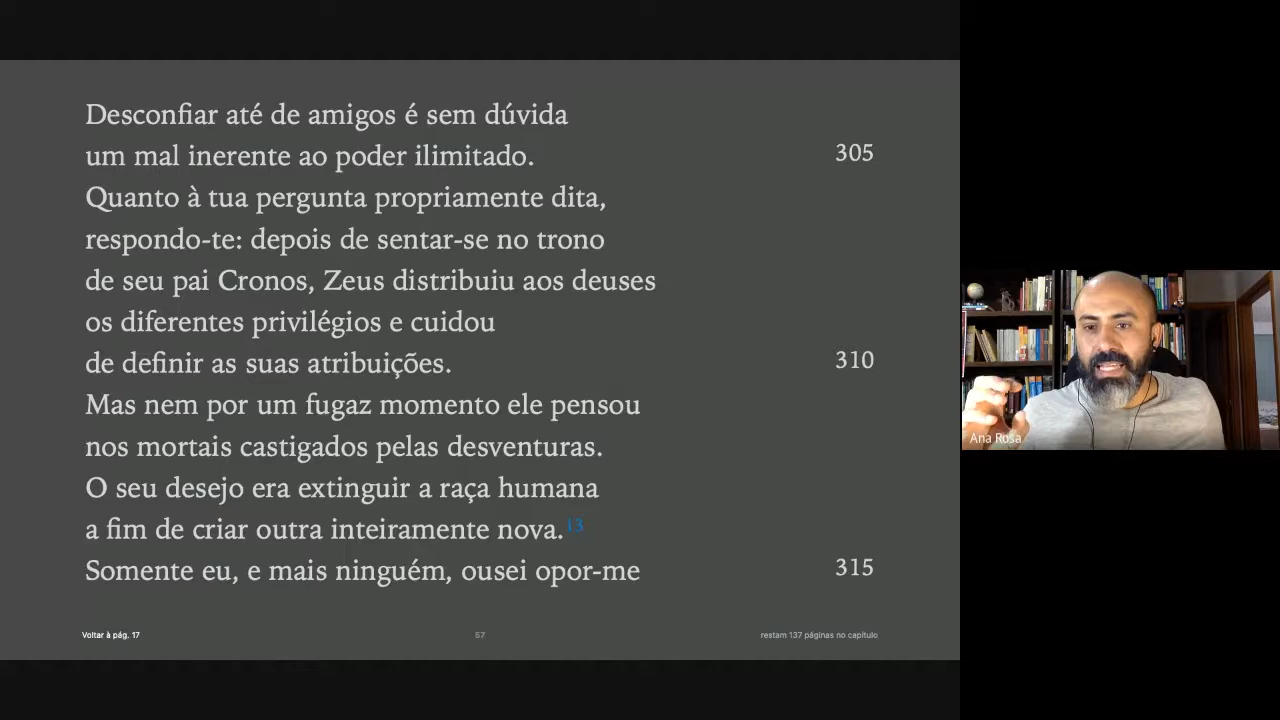 Desconfiar até de amigos é sem dúvida
um mal inerente ao poder ilimitado. 305
Quanto à tua pergunta propriamente dita,
respondo-te: depois de sentar-se no trono
de seu pai Cronos, Zeus distribuiu aos deuses
os diferentes privilégios e cuidou
de definir as suas atribuições. 310
Mas nem por um fugaz momento ele pensou
nos mortais castigados pelas desventuras.
O seu desejo era extinguir a raça humana
a fim de criar outra inteiramente nova.13
Somente eu, e mais ninguém, ousei opor-me 315
Voltar à pág. 17 57 restam 137 páginas no capítulo
Ana Rosa